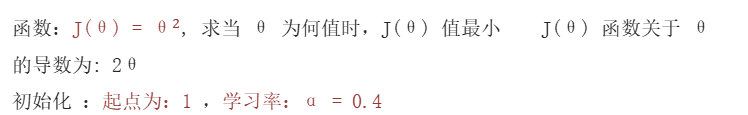 函数：J(θ) = θ², 求当 θ 为何值时，J(θ) 值最小 J(θ) 函数关于 θ
的导数为: 2θ
初始化 ：起点为：1 ，学习率：α = 0.4